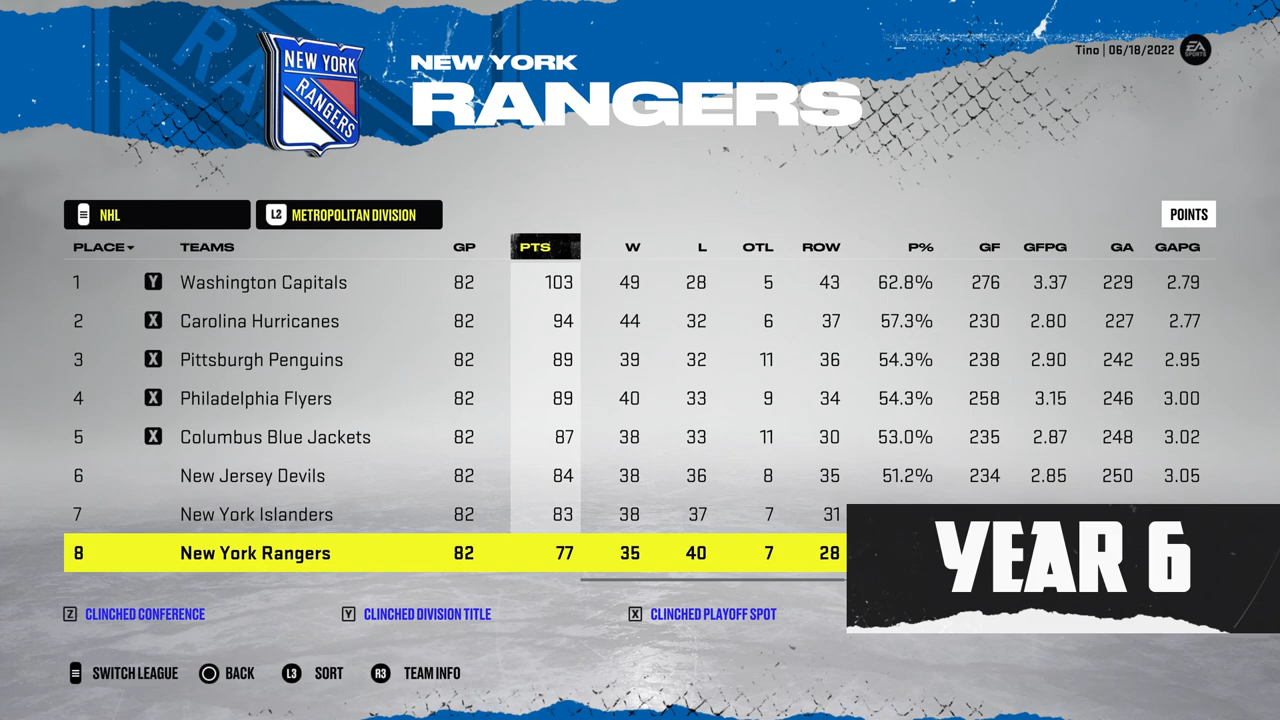 NEW YORK
RANGERS
NEW YORK
RANGERS
Tino | 06/18/2022
EA SPORTS
NHL
L2 METROPOLITAN DIVISION
POINTS
PLACE TEAMS GP PTS W L OTL ROW P% GF GFPG GA GAPG
1 Y Washington Capitals 82 103 49 28 5 43 62.8% 276 3.37 229 2.79
2 X Carolina Hurricanes 82 94 44 32 6 37 57.3% 230 2.80 227 2.77
3 X Pittsburgh Penguins 82 89 39 32 11 36 54.3% 238 2.90 242 2.95
4 X Philadelphia Flyers 82 89 40 33 9 34 54.3% 258 3.15 246 3.00
5 X Columbus Blue Jackets 82 87 38 33 11 30 53.0% 235 2.87 248 3.02
6 New Jersey Devils 82 84 38 36 8 35 51.2% 234 2.85 250 3.05
7 New York Islanders 82 83 38 37 7 31
8 New York Rangers 82 77 35 40 7 28
YEAR 6
Z CLINCHED CONFERENCE Y CLINCHED DIVISION TITLE X CLINCHED PLAYOFF SPOT
SWITCH LEAGUE BACK L3 SORT R3 TEAM INFO